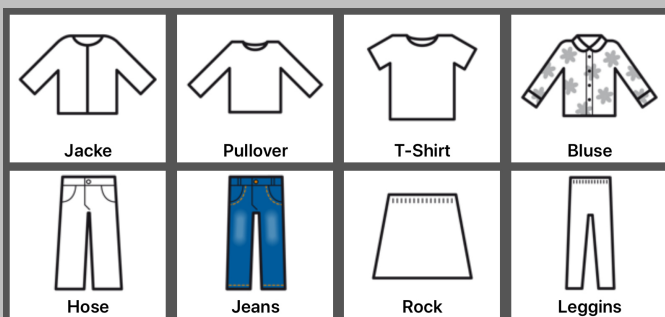 Jacke
Pullover
T-Shirt
Bluse
Hose
Jeans
Rock
Leggins